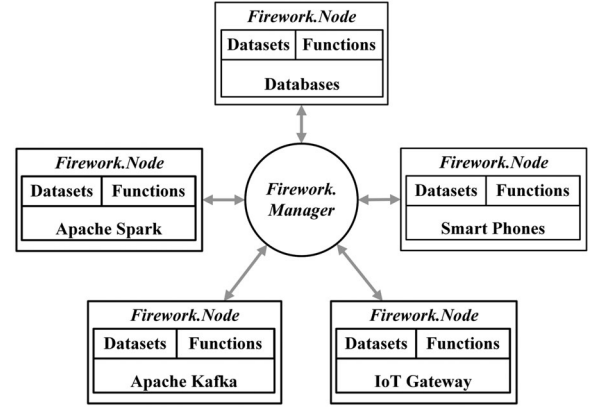 Firework.Node
Datasets Functions
Databases
Firework.Node
Datasets Functions
Apache Spark
Firework.
Manager
Firework.Node
Datasets Functions
Smart Phones
Firework.Node
Datasets Functions
Apache Kafka
Firework.Node
Datasets Functions
IoT Gateway